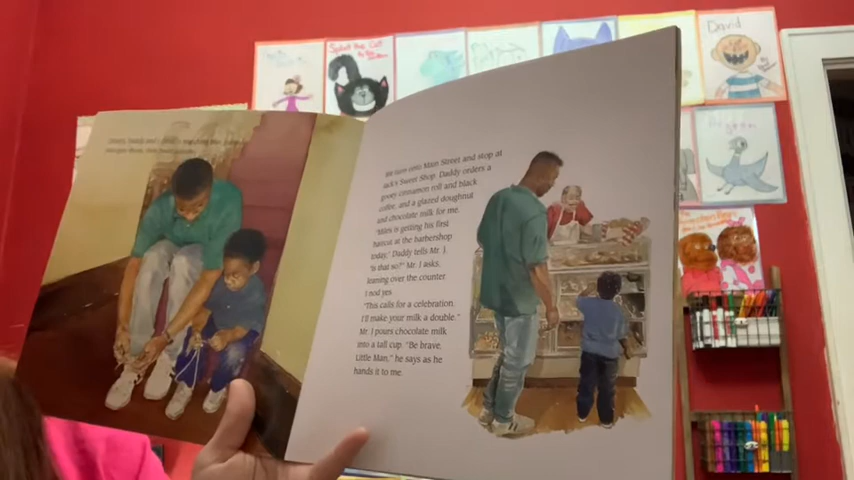 Splat the Cat
David
Pigeon
We turn onto Main Street and stop at
Jack's Sweet Shop. Daddy orders a
gooey cinnamon roll and black
coffee, and a glazed doughnut
and chocolate milk for me.
"Miles is getting his first
haircut at the barbershop
today," Daddy tells Mr. J.
"Is that so?" Mr. J asks,
leaning over the counter.
I nod yes.
"This calls for a celebration.
I'll make your milk a double."
Mr. J pours chocolate milk
into a tall cup. "Be brave,
Little Man," he says as he
hands it to me.